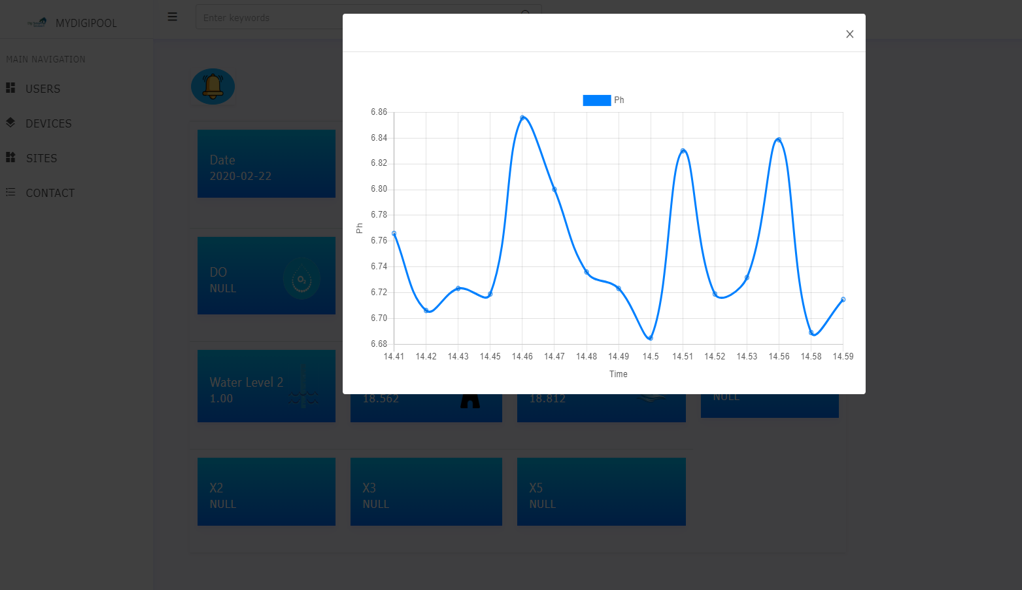 MYDIGIPOOL
Enter keywords
MAIN NAVIGATION
USERS
DEVICES
SITES
CONTACT
Date
2020-02-22
DO
NULL
Water Level 2
1.00
18.562
18.812
NULL
X2
NULL
X3
NULL
X5
NULL
X
Ph
6.86
6.84
6.82
6.80
6.78
6.76
6.74
6.72
6.70
6.68
Ph
14.41 14.42 14.43 14.45 14.46 14.47 14.48 14.49 14.5 14.51 14.52 14.53 14.56 14.58 14.59
Time